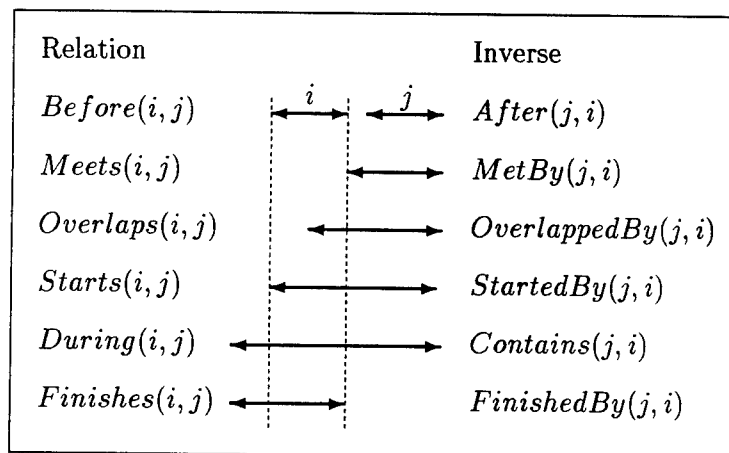 Relation Inverse
Before(i, j) i j After(j, i)
Meets(i, j) MetBy(j, i)
Overlaps(i, j) OverlappedBy(j, i)
Starts(i, j) StartedBy(j, i)
During(i, j) Contains(j, i)
Finishes(i, j) FinishedBy(j, i)